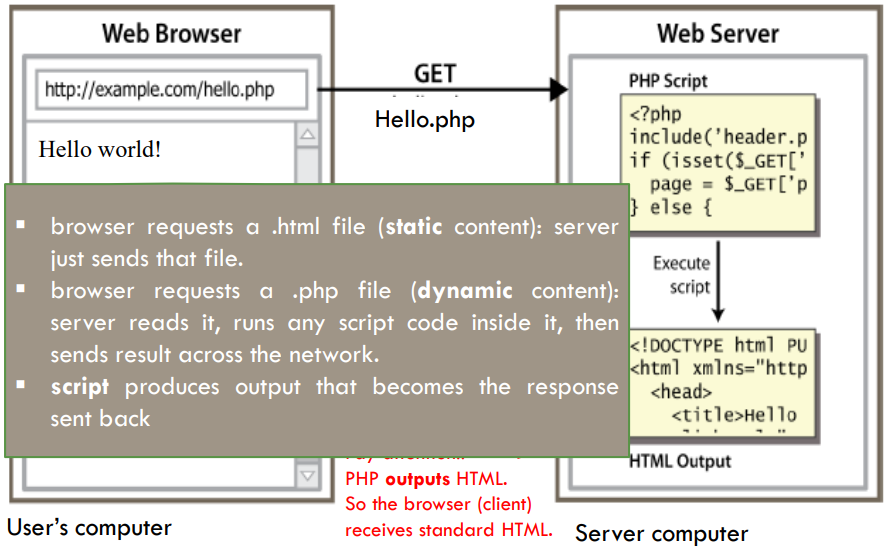 Web Browser
Web Server
http://example.com/hello.php
GET
Hello.php
Hello world!
PHP Script
<?php
include('header.p
if (isset($_GET['
page = $_GET['p
} else {
▪ browser requests a .html file (static content): server
just sends that file.
▪ browser requests a .php file (dynamic content):
server reads it, runs any script code inside it, then
sends result across the network.
▪ script produces output that becomes the response
sent back
Execute
script
<!DOCTYPE html PU
<html xmlns="http
<head>
<title>Hello
HTML Output
PHP outputs HTML.
So the browser (client)
receives standard HTML.
User's computer
Server computer